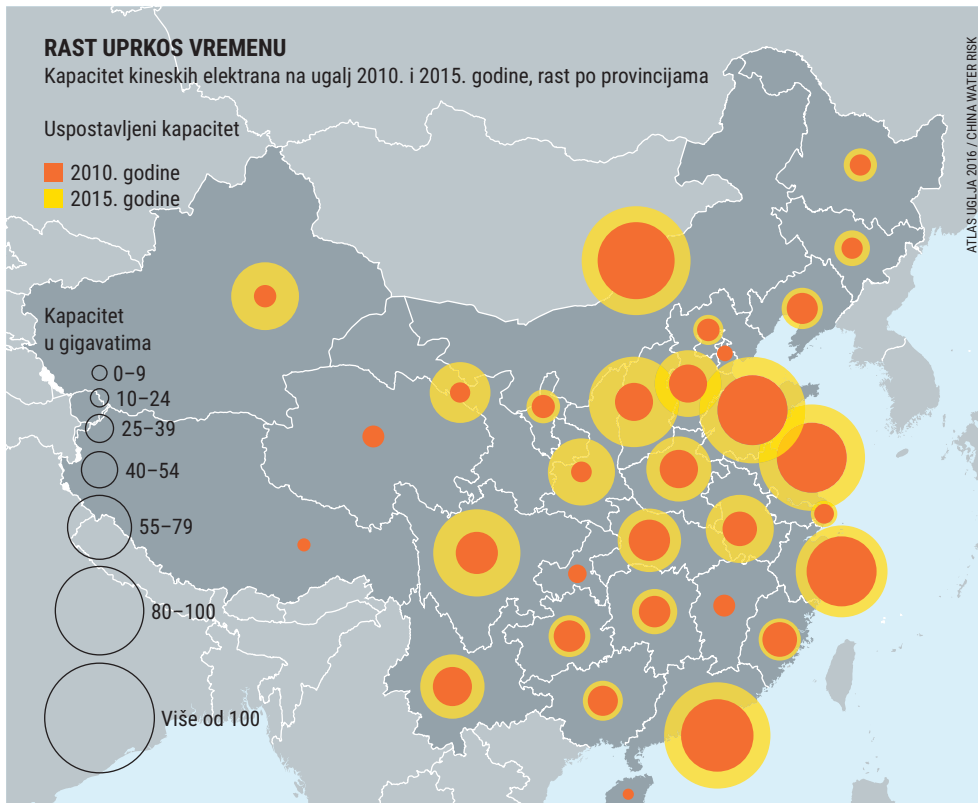 RAST UPRKOS VREMENU
Kapacitet kineskih elektrana na ugalj 2010. i 2015. godine, rast po provincijama
Uspostavljeni kapacitet
2010. godine
2015. godine
Kapacitet
u gigavatima
0–9
10–24
25–39
40–54
55–79
80–100
Više od 100
ATLAS UGLJA 2016 / CHINA WATER RISK